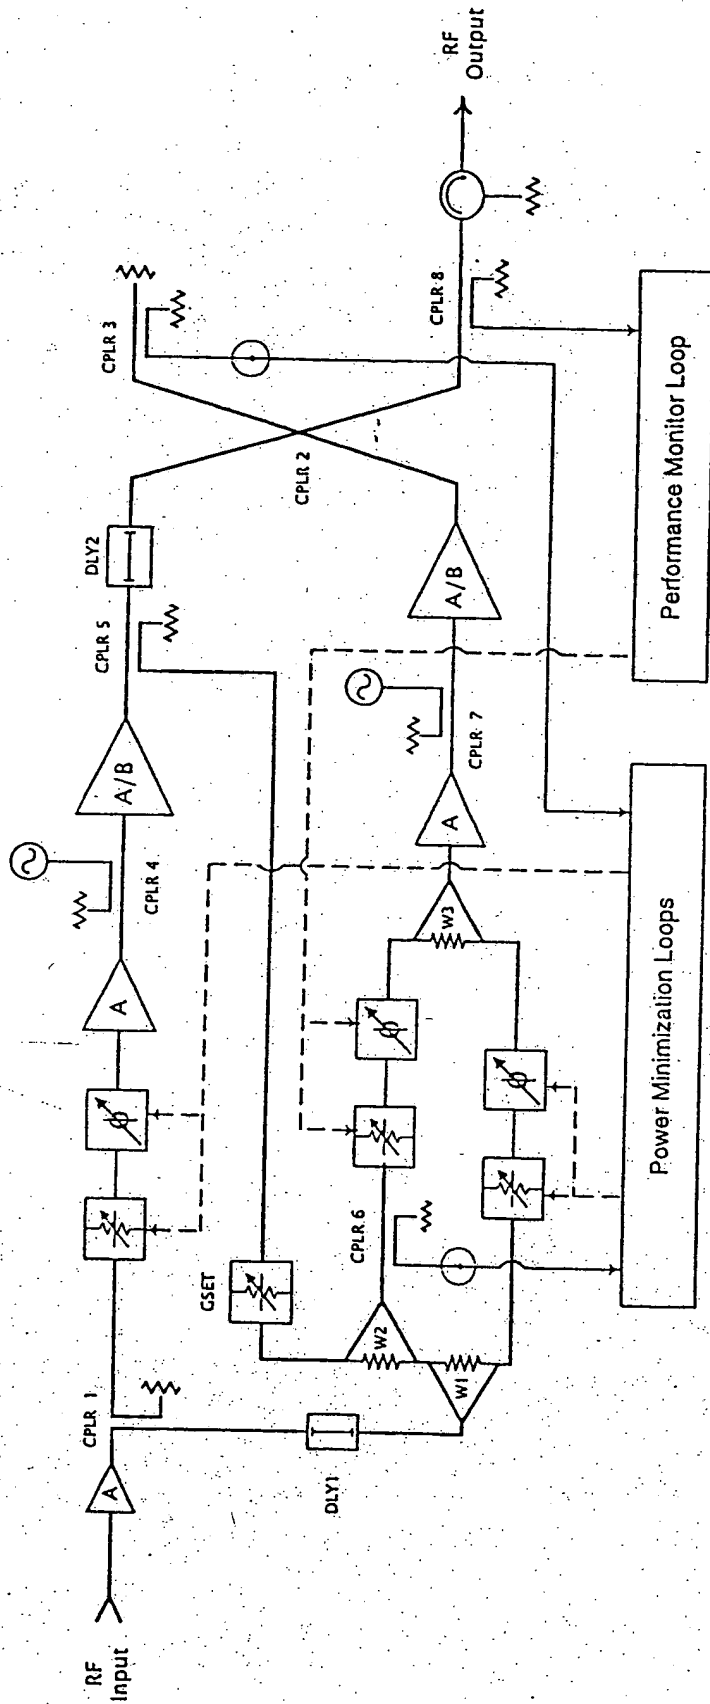 RF
Input
A
CPLR 1
DLY1
GSET
W1
W2
CPLR 6
A
CPLR 4
A/B
CPLR 5
DLY2
CPLR 2
CPLR 3
W3
A
CPLR 7
A/B
CPLR 8
RF
Output
Power Minimization Loops
Performance Monitor Loop